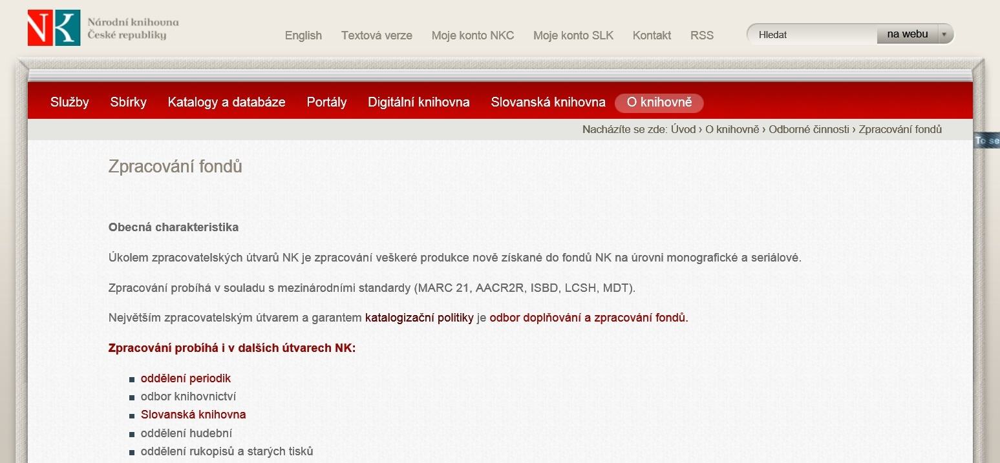 NK Národní knihovna
České republiky
English Textová verze Moje konto NKC Moje konto SLK Kontakt RSS Hledat na webu
Služby Sbírky Katalogy a databáze Portály Digitální knihovna Slovanská knihovna O knihovně
Nacházíte se zde: Úvod › O knihovně › Odborné činnosti › Zpracování fondů
To se
Zpracování fondů
Obecná charakteristika
Úkolem zpracovatelských útvarů NK je zpracování veškeré produkce nově získané do fondů NK na úrovni monografické a seriálové.
Zpracování probíhá v souladu s mezinárodními standardy (MARC 21, AACR2R, ISBD, LCSH, MDT).
Největším zpracovatelským útvarem a garantem katalogizační politiky je odbor doplňování a zpracování fondů.
Zpracování probíhá i v dalších útvarech NK:
oddělení periodik
odbor knihovnictví
Slovanská knihovna
oddělení hudební
oddělení rukopisů a starých tisků